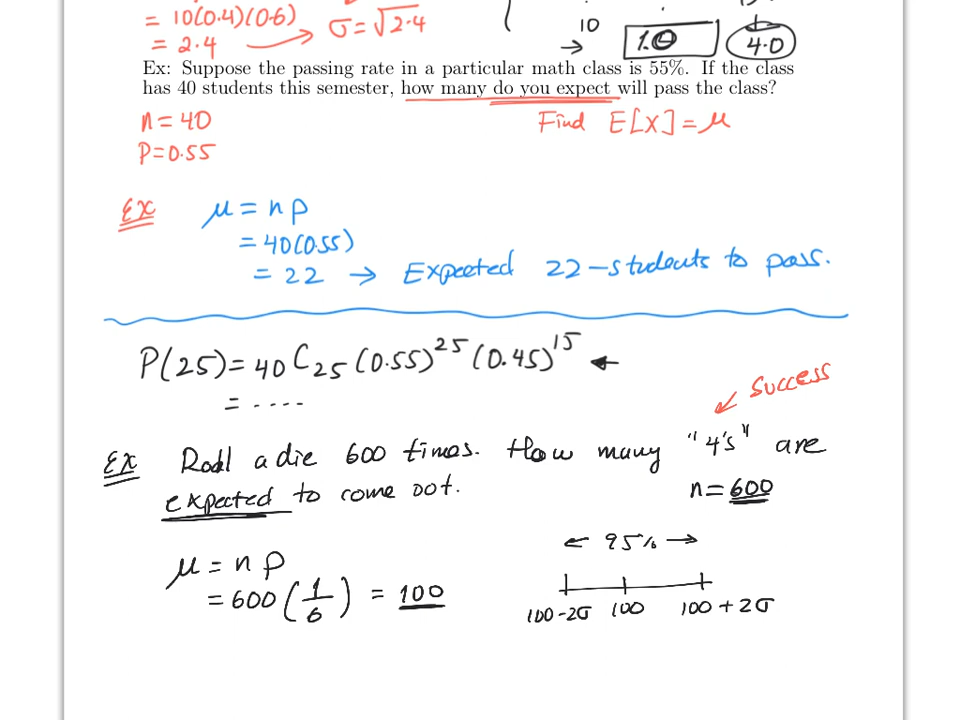 = 10(0.4)(0.6)
= 2.4 → σ = √2.4
10
→ 1.0 4.0
Ex: Suppose the passing rate in a particular math class is 55%. If the class
has 40 students this semester, how many do you expect will pass the class?
n = 40 Find E[X] = μ
P = 0.55
Ex μ = n p
= 40(0.55)
= 22 → Expected 22-students to pass.
P(25) = 40 C 25 (0.55)^25 (0.45)^15 ←
= ....
Success
Ex Roll a die 600 times. How many "4's" are
expected to come out. n = 600
μ = n p ← 95% →
= 600 (1/6) = 100
100-2σ 100 100+2σ